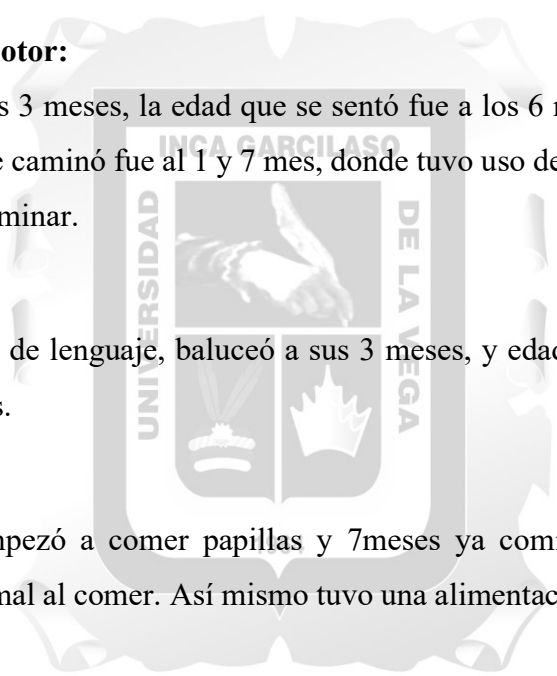 otor:
s 3 meses, la edad que se sentó fue a los 6
e caminó fue al 1 y 7 mes, donde tuvo uso de
minar.
de lenguaje, baluceó a sus 3 meses, y edad
s.
pezó a comer papillas y 7meses ya com
mal al comer. Así mismo tuvo una alimentac
UNIVERSIDAD
INCA GARCILASO
DE LA VEGA